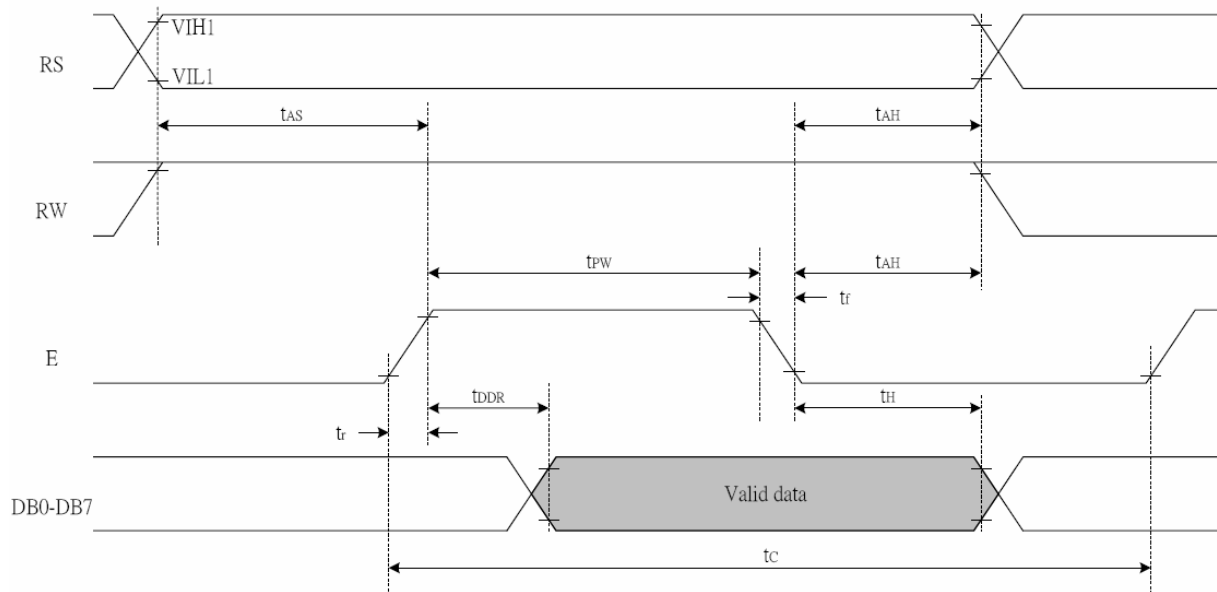 VIH1
RS
VIL1
tAS
tAH
RW
tPW
tAH
tf
E
tDDR
tH
tr
Valid data
DB0-DB7
tC